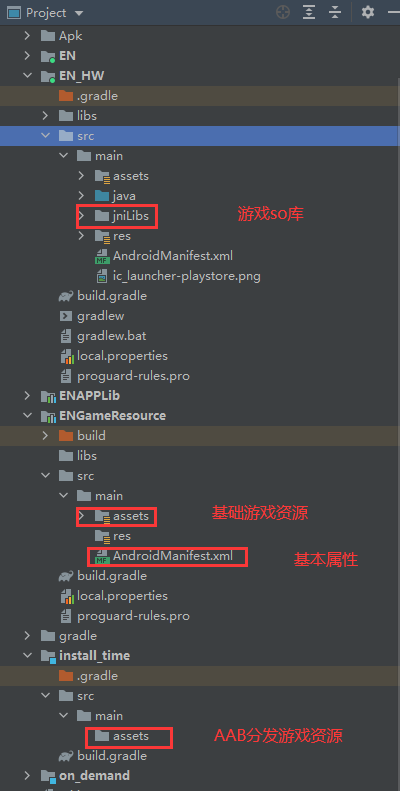 Project
Apk
EN
EN_HW
.gradle
libs
src
main
assets
java
jniLibs 游戏so库
res
AndroidManifest.xml
ic_launcher-playstore.png
build.gradle
gradlew
gradlew.bat
local.properties
proguard-rules.pro
ENAPPLib
ENGameResource
build
libs
src
main
assets 基础游戏资源
res
AndroidManifest.xml 基本属性
build.gradle
local.properties
proguard-rules.pro
gradle
install_time
.gradle
src
main
assets AAB分发游戏资源
build.gradle
on_demand